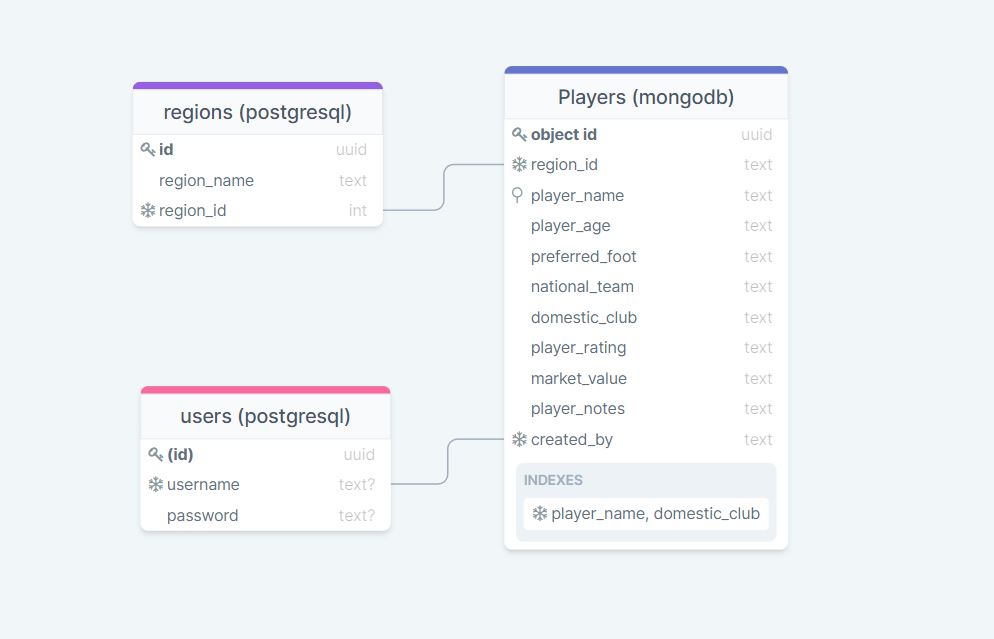 regions (postgresql)
id uuid
region_name text
region_id int
Players (mongodb)
object id uuid
region_id text
player_name text
player_age text
preferred_foot text
national_team text
domestic_club text
player_rating text
market_value text
player_notes text
created_by text
INDEXES
player_name, domestic_club
users (postgresql)
(id) uuid
username text?
password text?